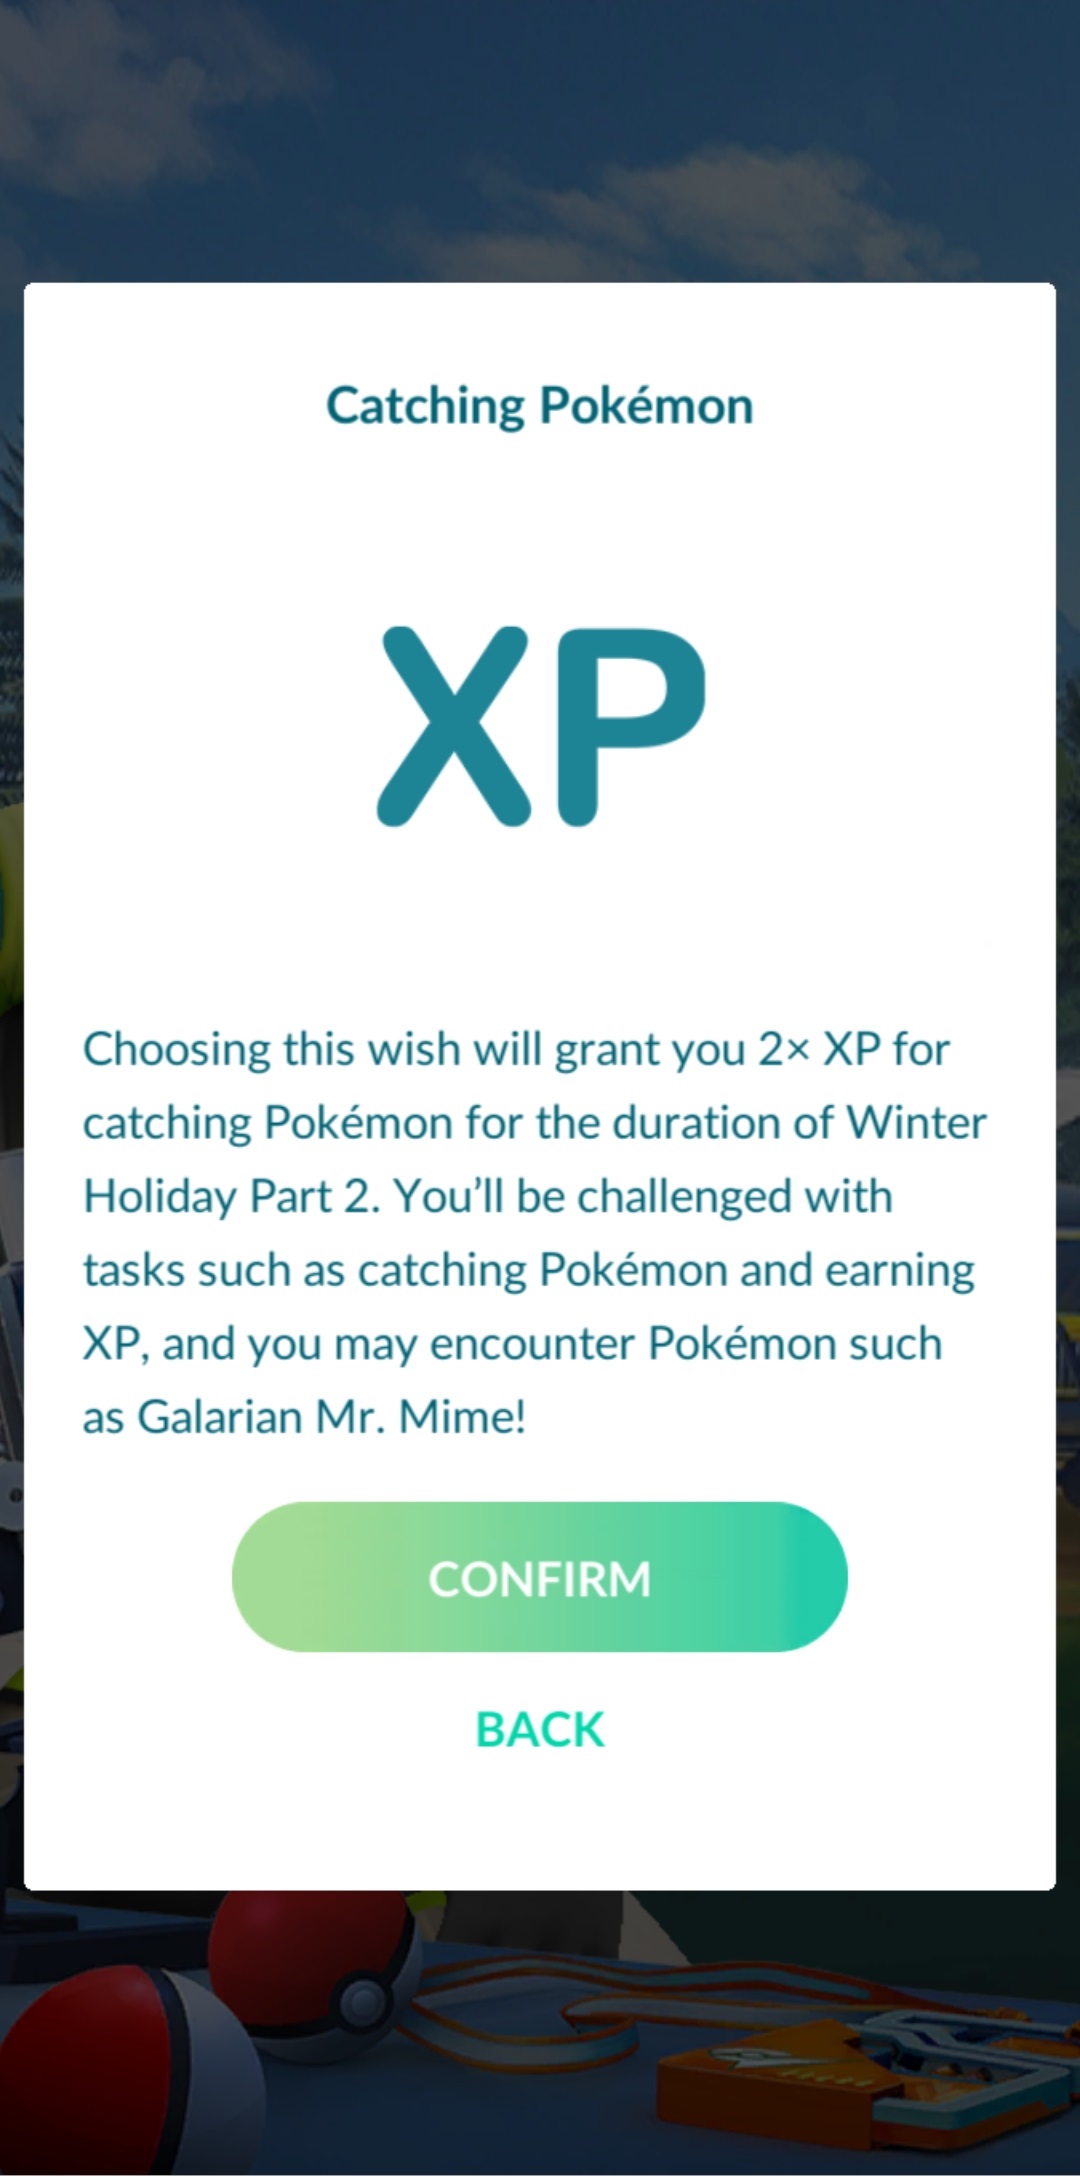 Catching Pokémon
XP
Choosing this wish will grant you 2× XP for
catching Pokémon for the duration of Winter
Holiday Part 2. You’ll be challenged with
tasks such as catching Pokémon and earning
XP, and you may encounter Pokémon such
as Galarian Mr. Mime!
CONFIRM
BACK